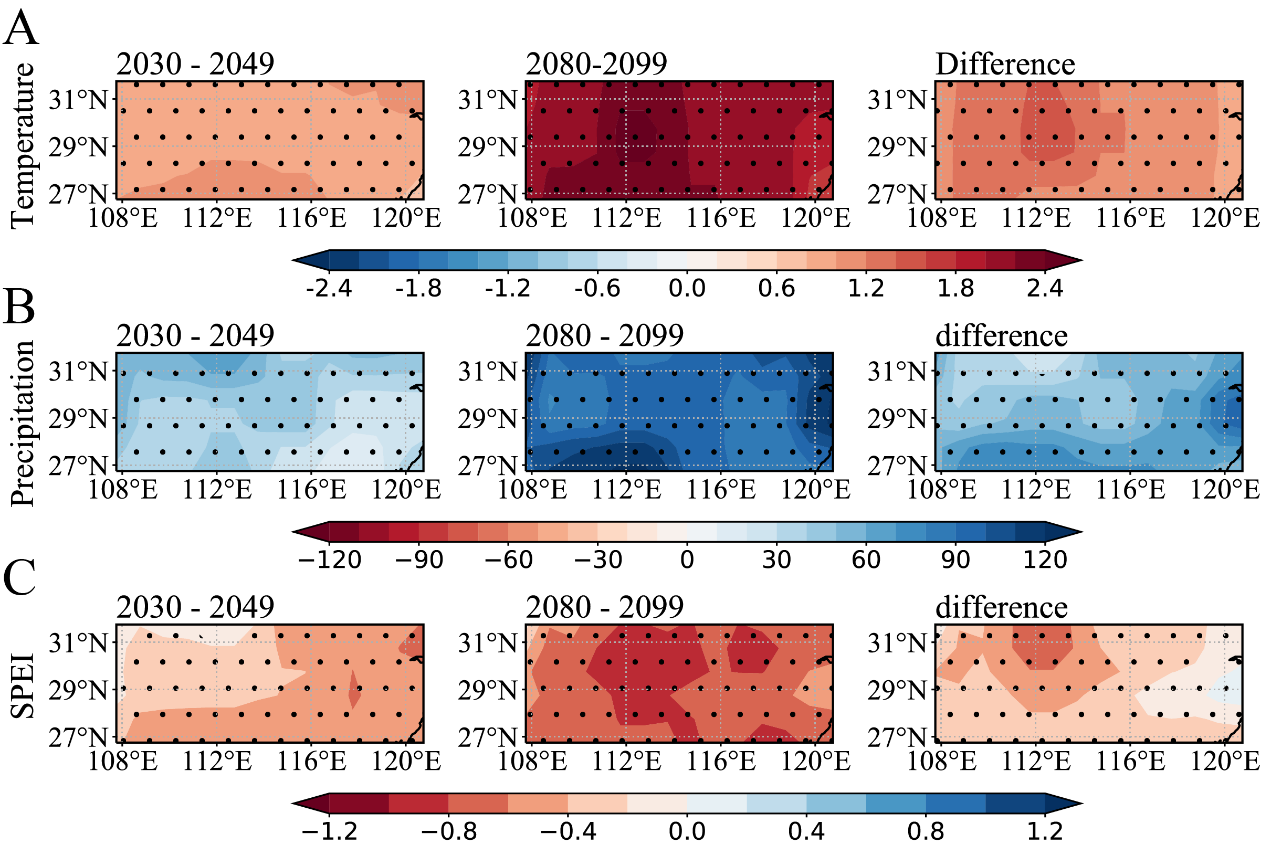 A
2030 - 2049 2080-2099 Difference
Temperature
31°N 31°N 31°N
29°N 29°N 29°N
27°N 27°N 27°N
108°E 112°E 116°E 120°E 108°E 112°E 116°E 120°E 108°E 112°E 116°E 120°E
-2.4 -1.8 -1.2 -0.6 0.0 0.6 1.2 1.8 2.4
B
2030 - 2049 2080 - 2099 difference
Precipitation
31°N 31°N 31°N
29°N 29°N 29°N
27°N 27°N 27°N
108°E 112°E 116°E 120°E 108°E 112°E 116°E 120°E 108°E 112°E 116°E 120°E
−120 −90 −60 −30 0 30 60 90 120
C
2030 - 2049 2080 - 2099 difference
SPEI
31°N 31°N 31°N
29°N 29°N 29°N
27°N 27°N 27°N
108°E 112°E 116°E 120°E 108°E 112°E 116°E 120°E 108°E 112°E 116°E 120°E
−1.2 −0.8 −0.4 0.0 0.4 0.8 1.2